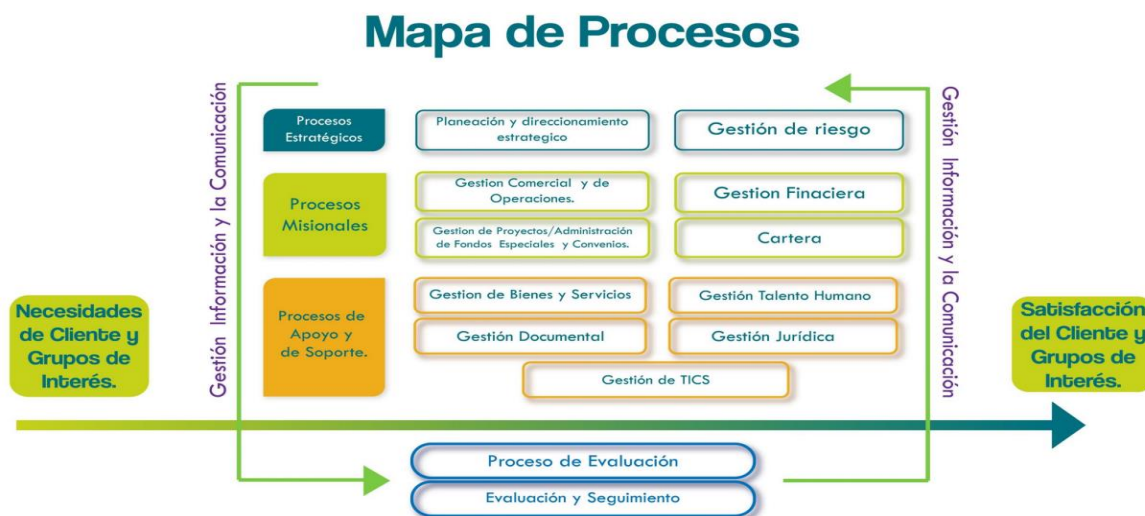 Mapa de Procesos
Gestión Información y la Comunicación
Procesos
Estratégicos
Planeación y direccionamiento
estrategico
Gestión de riesgo
Procesos
Misionales
Gestion Comercial y de
Operaciones.
Gestion Finaciera
Gestion de Proyectos/Administración
de Fondos Especiales y Convenios.
Cartera
Procesos de
Apoyo y
de Soporte.
Gestion de Bienes y Servicios
Gestión Talento Humano
Gestión Documental
Gestión Jurídica
Gestión de TICS
Gestión Información y la Comunicación
Necesidades
de Cliente y
Grupos de
Interés.
Satisfacción
del Cliente y
Grupos de
Interés.
Proceso de Evaluación
Evaluación y Seguimiento